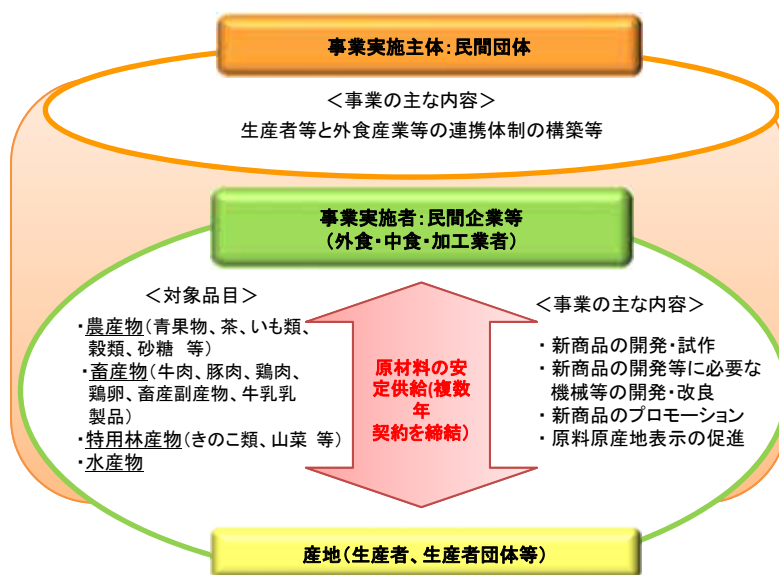 事業実施主体：民間団体
＜事業の主な内容＞
生産者等と外食産業等の連携体制の構築等
事業実施者：民間企業等
（外食・中食・加工業者）
＜対象品目＞
・農産物（青果物、茶、いも類、
穀類、砂糖　等）
・畜産物（牛肉、豚肉、鶏肉、
鶏卵、畜産副産物、牛乳乳
製品）
・特用林産物（きのこ類、山菜 等）
・水産物
原材料の安
定供給(複数
年
契約を締結）
＜事業の主な内容＞
・ 新商品の開発・試作
・ 新商品の開発等に必要な
機械等の開発・改良
・ 新商品のプロモーション
・ 原料原産地表示の促進
産地（生産者、生産者団体等）